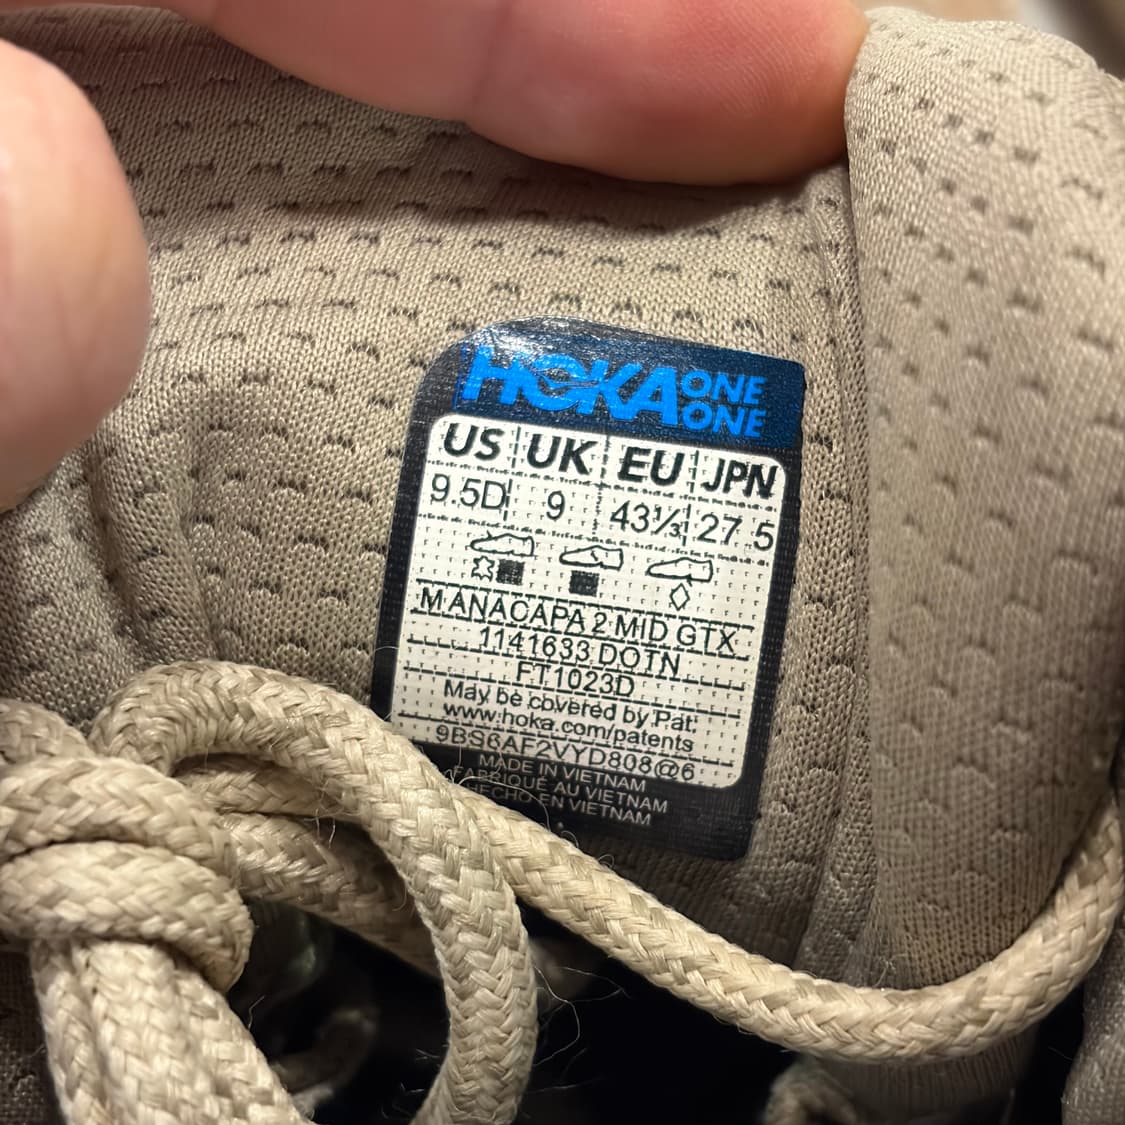 HOKA ONE ONE
US UK EU JPN
9.5D 9 43⅓ 27.5
MANACAPA 2 MID GTX
1141633 DOTN
FT1023D
May be covered by Pat:
www.hoka.com/patents
9BS6AF2VYD808@6
MADE IN VIETNAM
FABRIQUÉ AU VIETNAM
HECHO EN VIETNAM